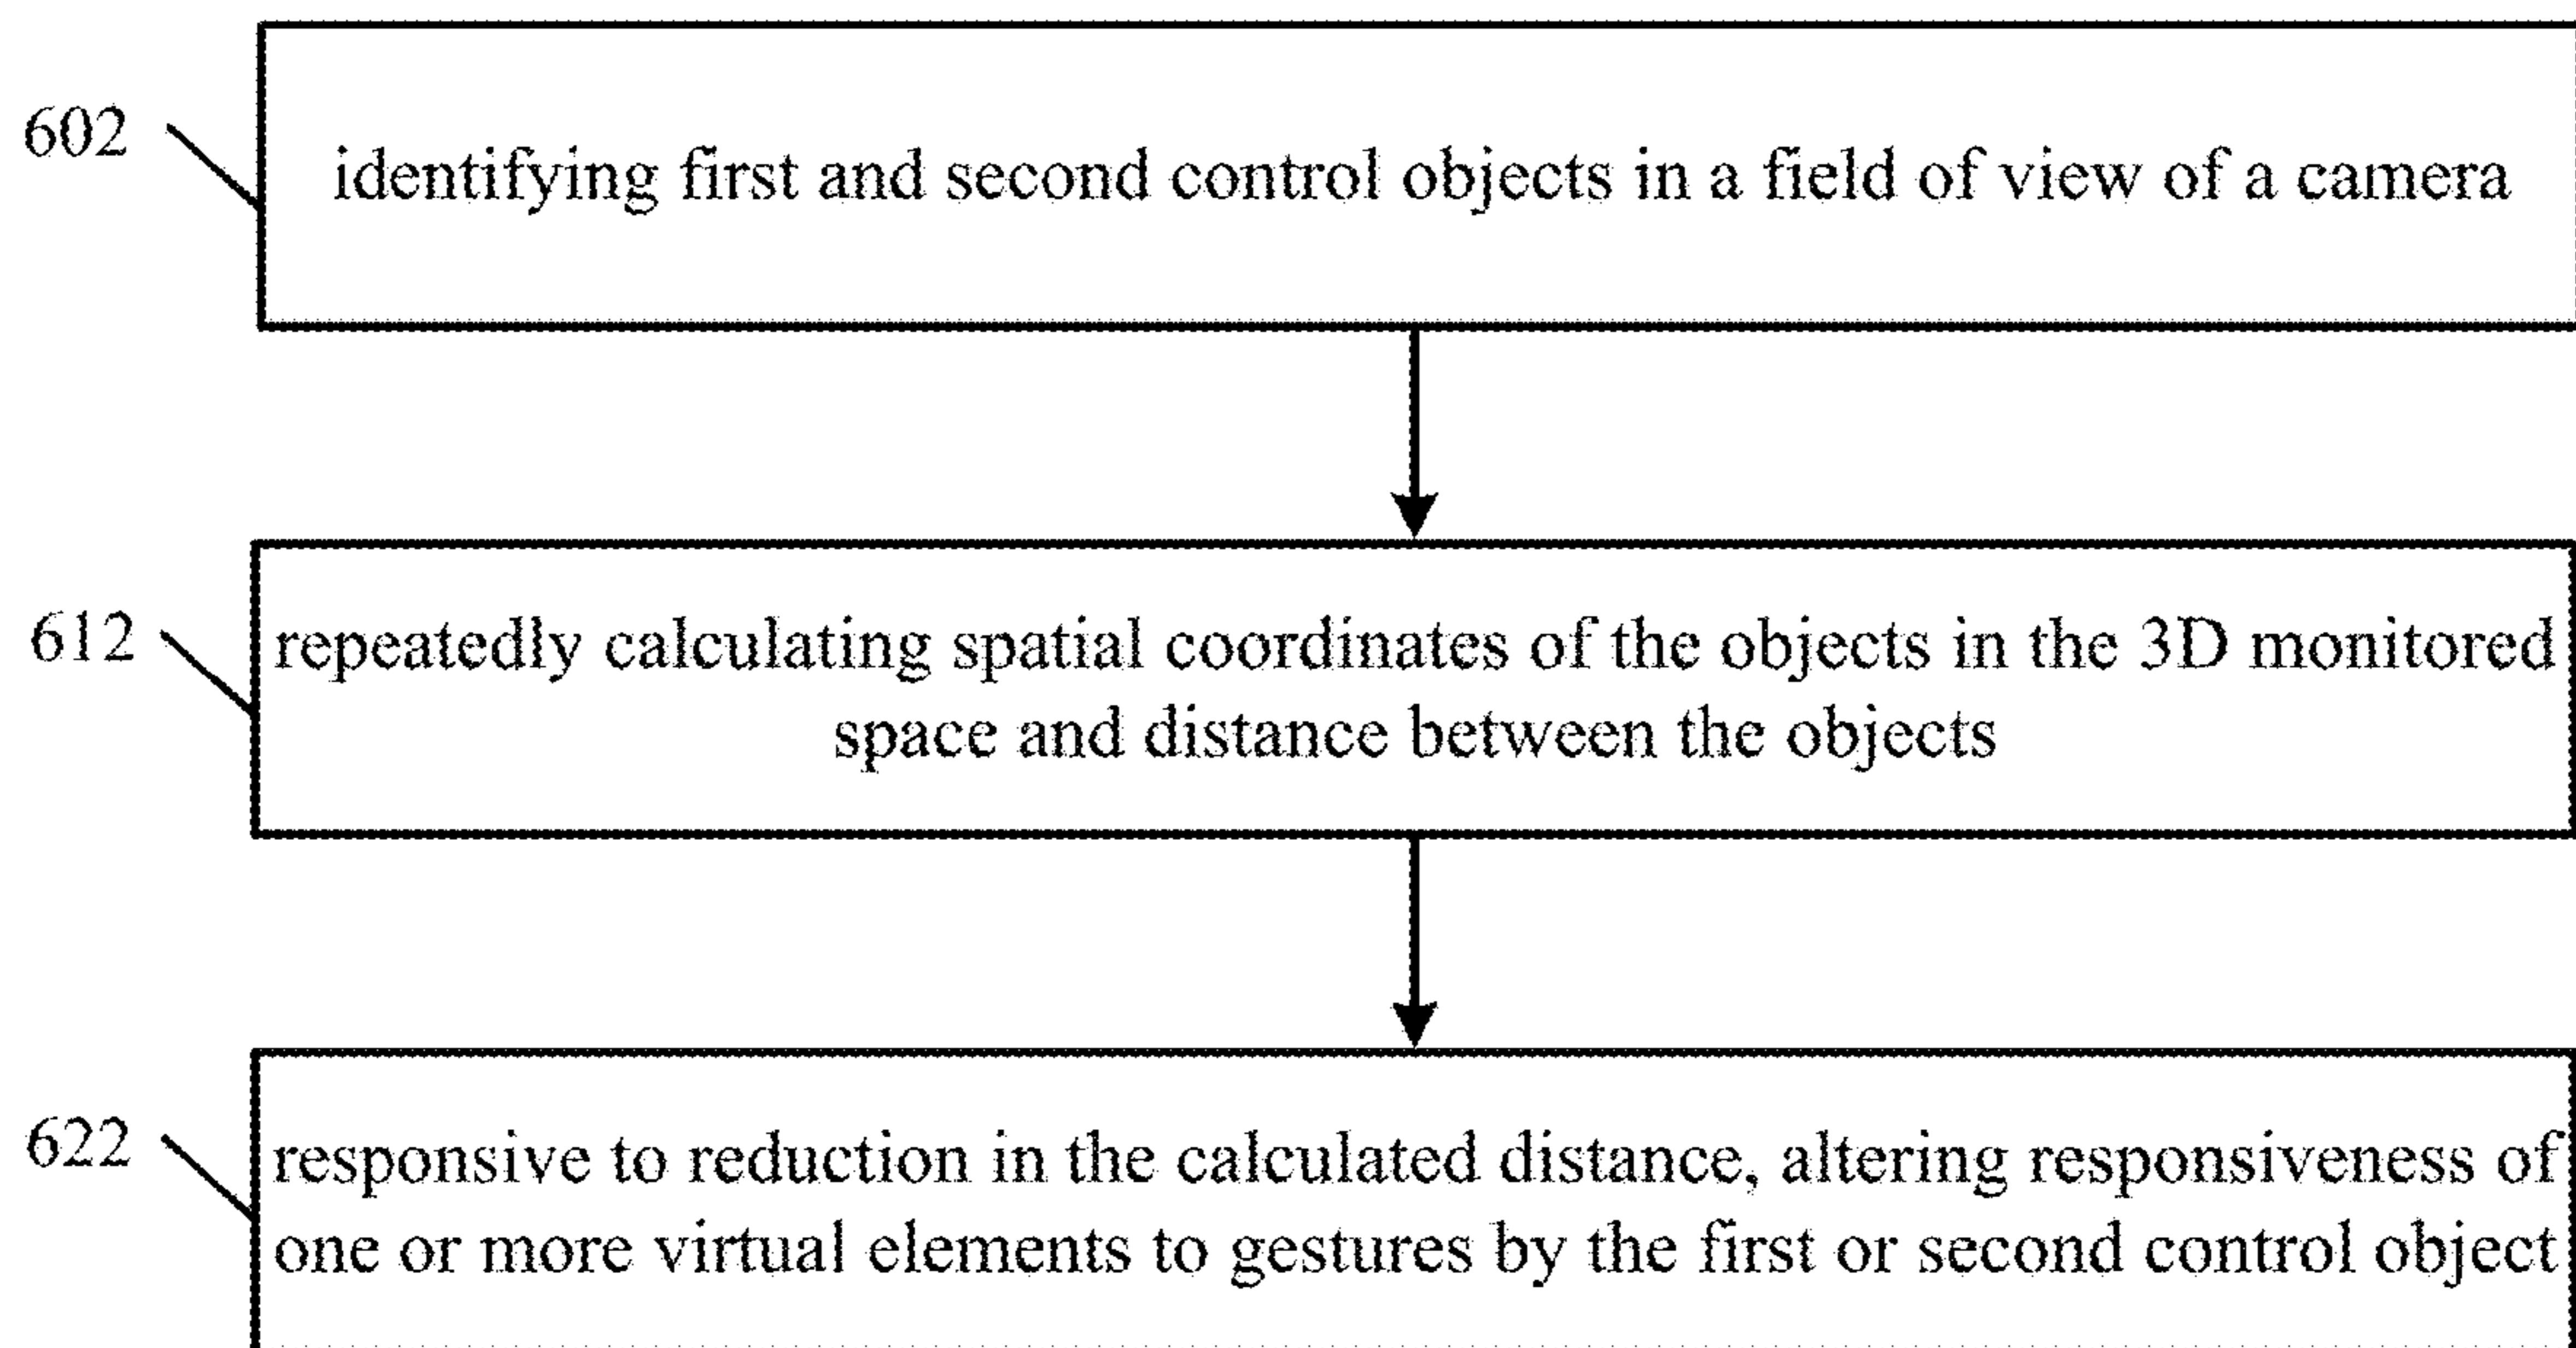 602
identifying first and second control objects in a field of view of a camera
612
repeatedly calculating spatial coordinates of the objects in the 3D monitored
space and distance between the objects
622
responsive to reduction in the calculated distance, altering responsiveness of
one or more virtual elements to gestures by the first or second control object